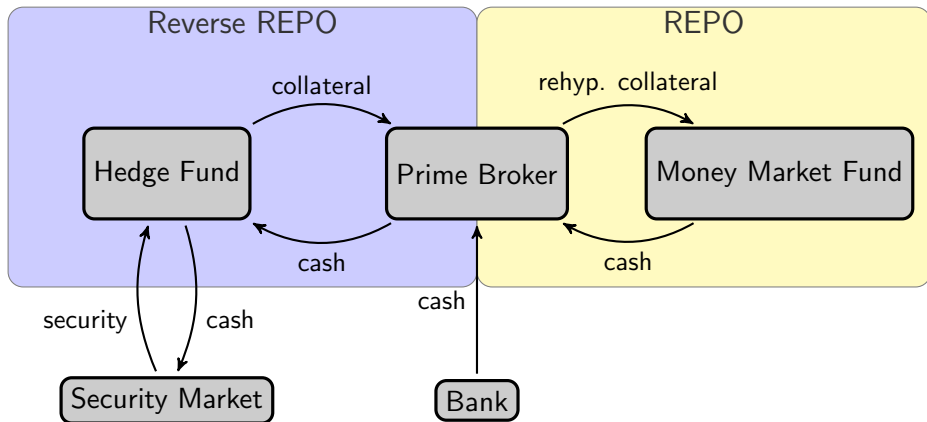 Reverse REPO
REPO
collateral
rehyp. collateral
Hedge Fund
Prime Broker
Money Market Fund
cash
cash
security
cash
cash
Security Market
Bank